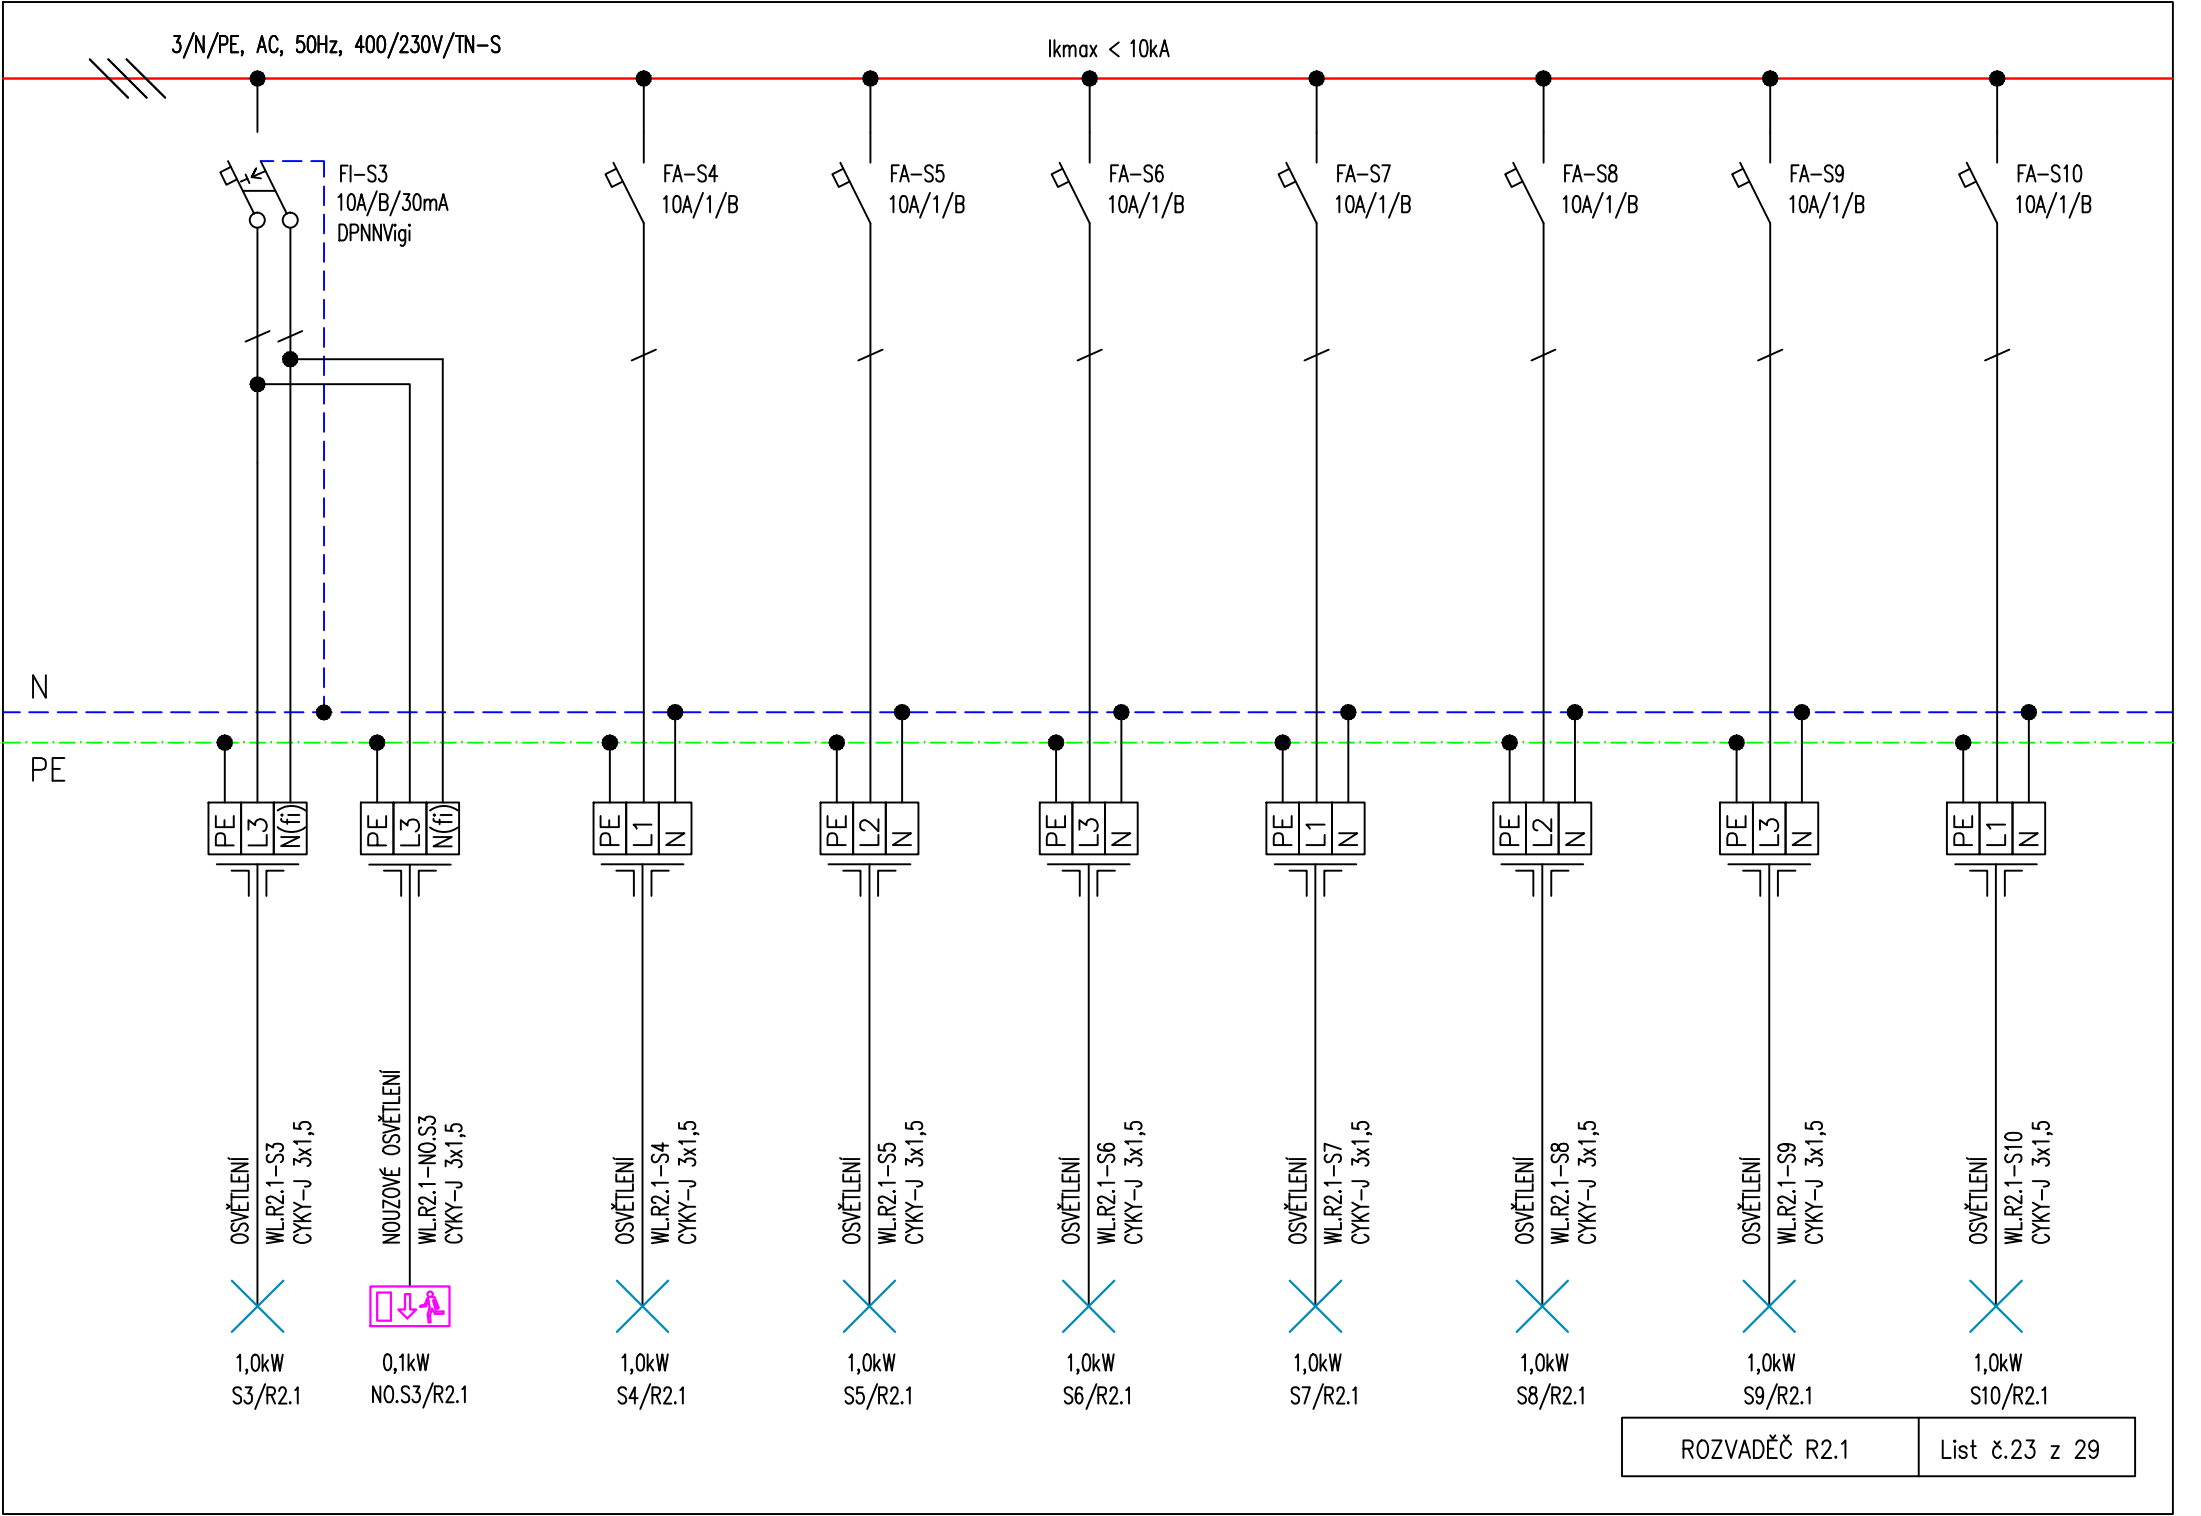 3/N/PE, AC, 50Hz, 400/230V/TN-S
Ikmax < 10kA
FI-S3
10A/B/30mA
DPNNVigi
FA-S4
10A/1/B
FA-S5
10A/1/B
FA-S6
10A/1/B
FA-S7
10A/1/B
FA-S8
10A/1/B
FA-S9
10A/1/B
FA-S10
10A/1/B
N
PE
PE L3 N(fi)
PE L3 N(fi)
PE L1 N
PE L2 N
PE L3 N
PE L1 N
PE L2 N
PE L3 N
PE L1 N
OSVĚTLENÍ
WL.R2.1-S3
CYKY-J 3x1,5
NOUZOVÉ OSVĚTLENÍ
WL.R2.1-NO.S3
CYKY-J 3x1,5
OSVĚTLENÍ
WL.R2.1-S4
CYKY-J 3x1,5
OSVĚTLENÍ
WL.R2.1-S5
CYKY-J 3x1,5
OSVĚTLENÍ
WL.R2.1-S6
CYKY-J 3x1,5
OSVĚTLENÍ
WL.R2.1-S7
CYKY-J 3x1,5
OSVĚTLENÍ
WL.R2.1-S8
CYKY-J 3x1,5
OSVĚTLENÍ
WL.R2.1-S9
CYKY-J 3x1,5
OSVĚTLENÍ
WL.R2.1-S10
CYKY-J 3x1,5
1,0kW
S3/R2.1
0,1kW
NO.S3/R2.1
1,0kW
S4/R2.1
1,0kW
S5/R2.1
1,0kW
S6/R2.1
1,0kW
S7/R2.1
1,0kW
S8/R2.1
1,0kW
S9/R2.1
1,0kW
S10/R2.1
ROZVADĚČ R2.1
List č.23 z 29